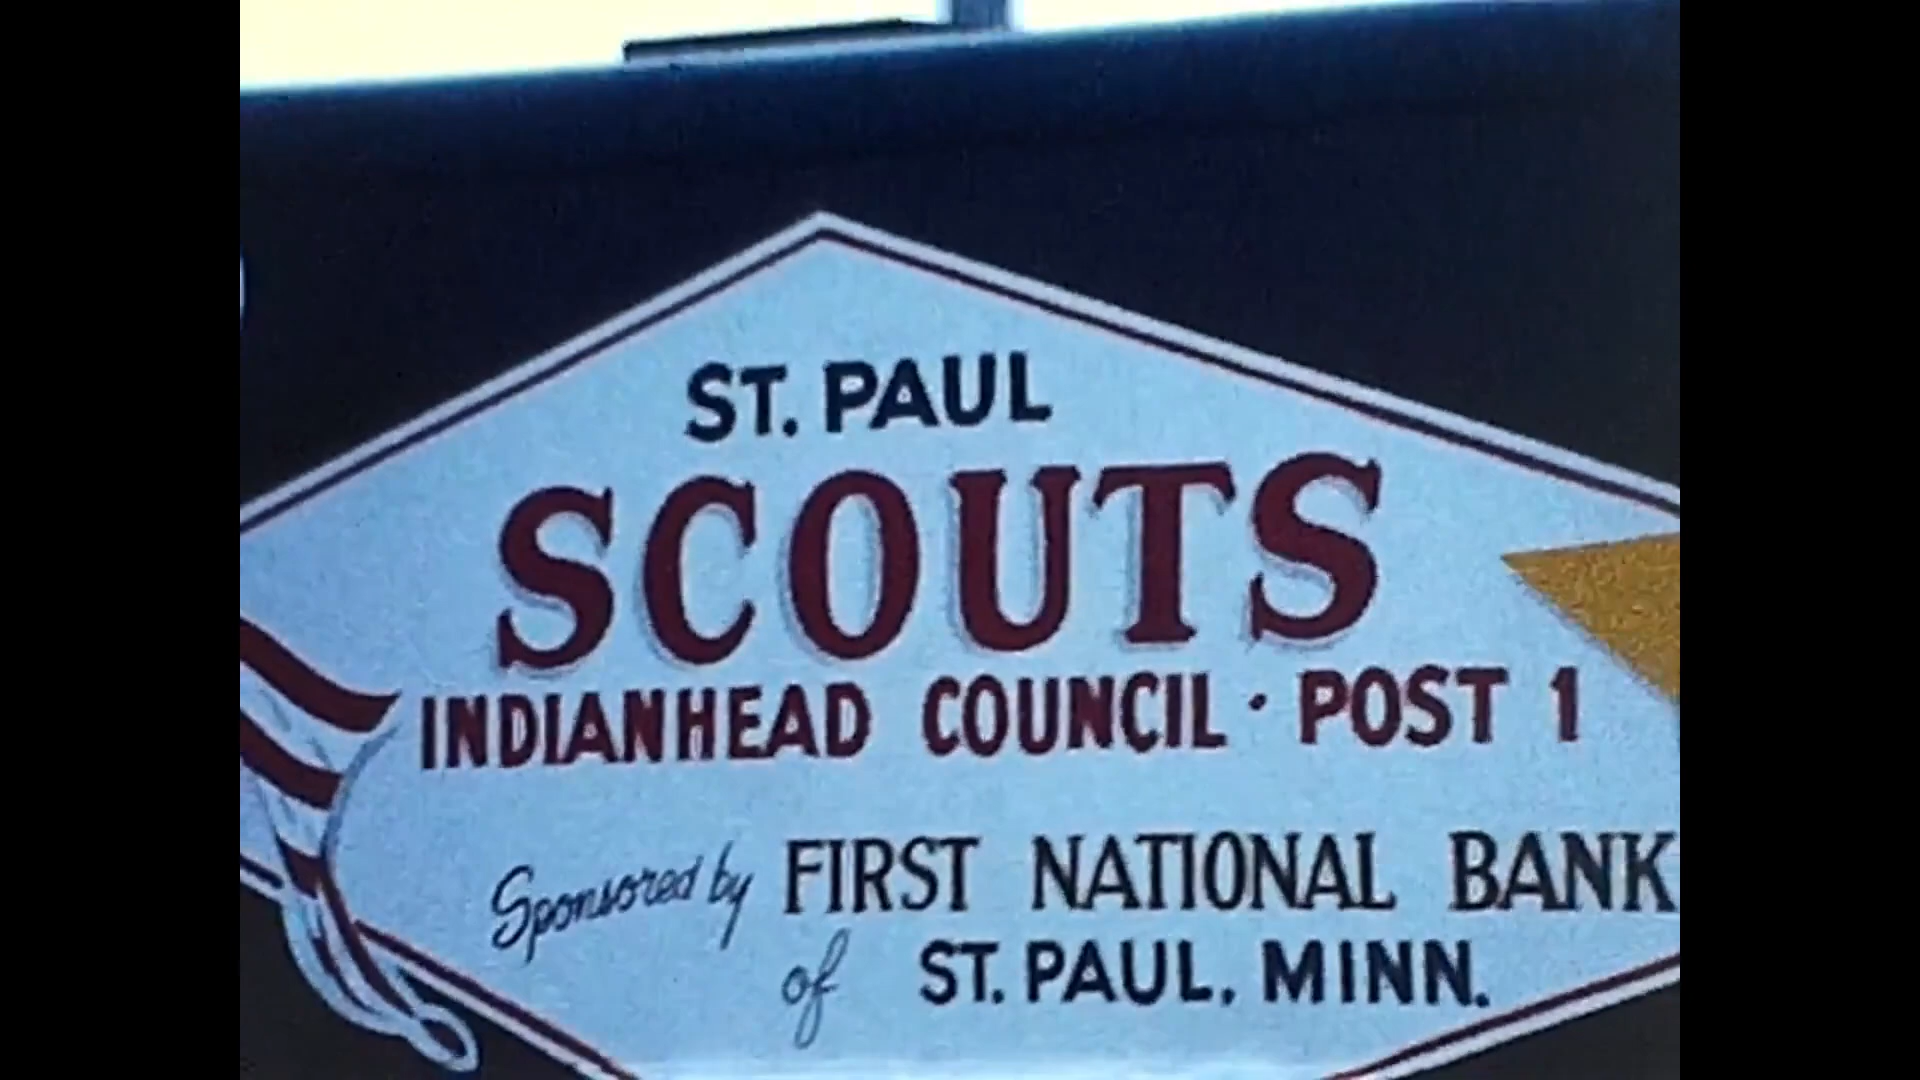 ST. PAUL
SCOUTS
INDIANHEAD COUNCIL · POST 1
Sponsored by FIRST NATIONAL BANK
of ST. PAUL, MINN.